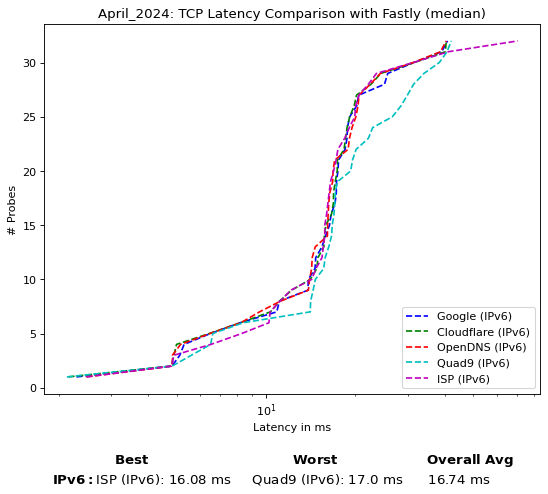 April_2024: TCP Latency Comparison with Fastly (median)
30
25
20
15
10
5
0
# Probes
10^1
Latency in ms
Google (IPv6)
Cloudflare (IPv6)
OpenDNS (IPv6)
Quad9 (IPv6)
ISP (IPv6)
Best Worst Overall Avg
IPv6: ISP (IPv6): 16.08 ms Quad9 (IPv6): 17.0 ms 16.74 ms